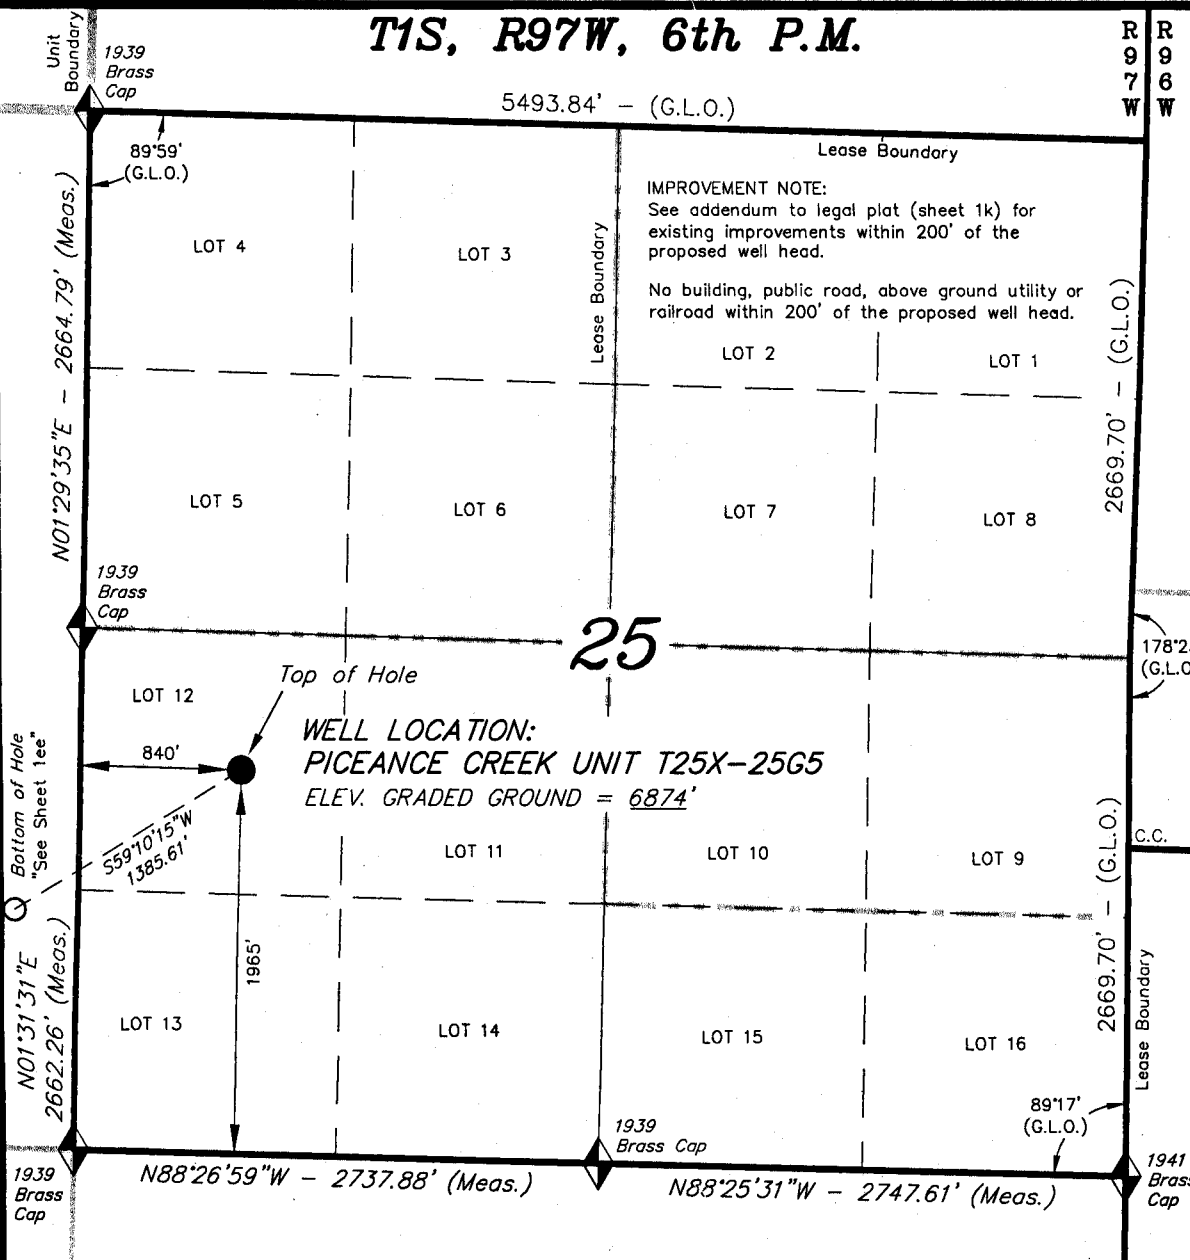 T1S, R97W, 6th P.M.
R
9
7
W
R
9
6
W
Unit
Boundary
1939
Brass
Cap
5493.84' - (G.L.O.)
89°59'
(G.L.O.)
Lease Boundary
IMPROVEMENT NOTE:
See addendum to legal plat (sheet 1k) for
existing improvements within 200' of the
proposed well head.
No building, public road, above ground utility or
railroad within 200' of the proposed well head.
LOT 4
LOT 3
Lease Boundary
LOT 2
LOT 1
N01°29'35"E - 2664.79' (Meas.)
2669.70' - (G.L.O.)
LOT 5
LOT 6
LOT 7
LOT 8
1939
Brass
Cap
25
178°2
(G.L.O
Top of Hole
LOT 12
WELL LOCATION:
PICEANCE CREEK UNIT T25X-25G5
ELEV. GRADED GROUND = 6874'
840'
Bottom of Hole
"See Sheet 1ee"
S59°10'15"W
1385.61'
LOT 11
LOT 10
LOT 9
C.C.
1965'
N01°31'31"E
2662.26' (Meas.)
2669.70' - (G.L.O.)
Lease Boundary
LOT 13
LOT 14
LOT 15
LOT 16
89°17'
(G.L.O.)
1939
Brass Cap
1939
Brass
Cap
N88°26'59"W - 2737.88' (Meas.)
N88°25'31"W - 2747.61' (Meas.)
1941
Brass
Cap